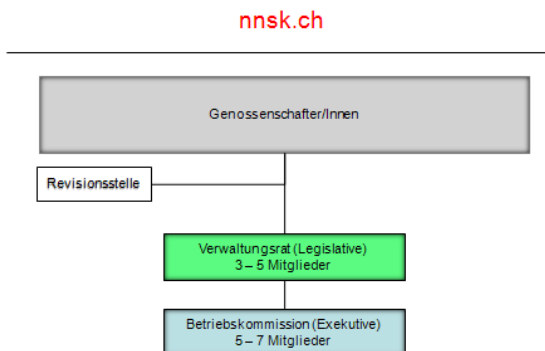 nnsk.ch
Genossenschafter/Innen
Revisionsstelle
Verwaltungsrat (Legislative)
3 – 5 Mitglieder
Betriebskommission (Exekutive)
5 – 7 Mitglieder